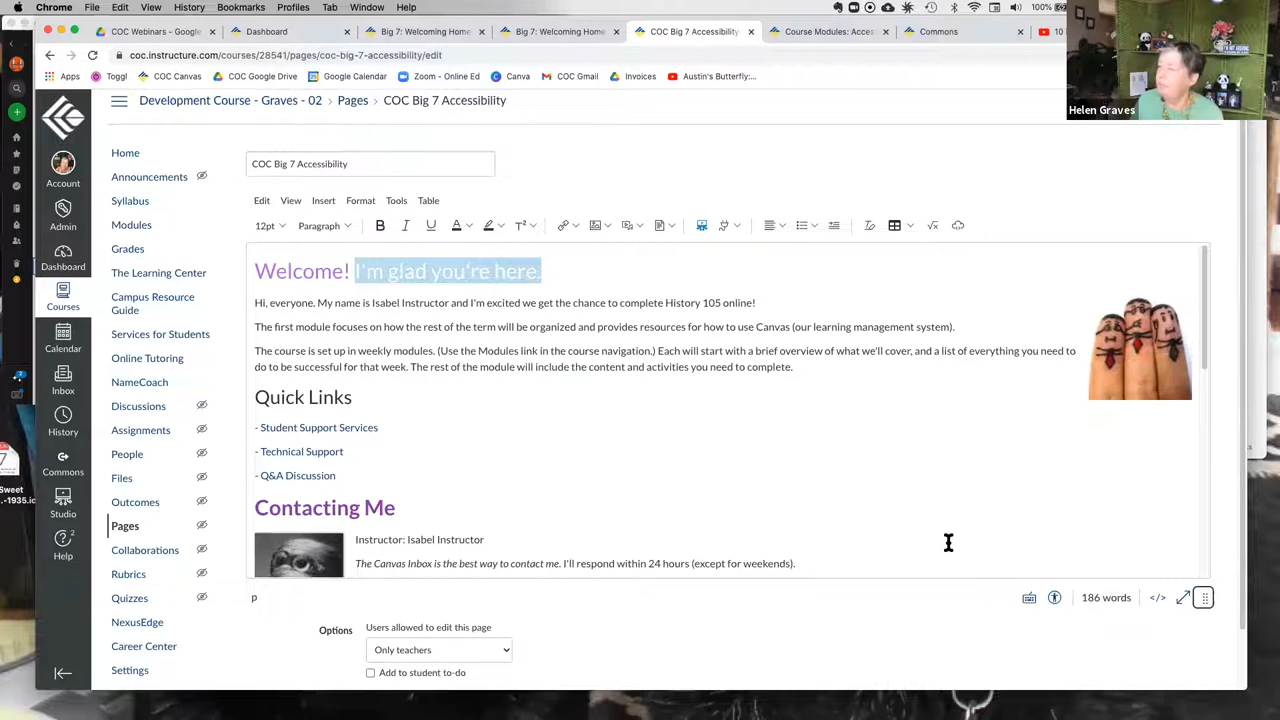 Chrome File Edit View History Bookmarks Profiles Tab Window Help 100%
COC Webinars - Google
Dashboard
Big 7: Welcoming Home
Big 7: Welcoming Home
COC Big 7 Accessibility
Course Modules: Acces
Commons
10
coc.instructure.com/courses/28541/pages/coc-big-7-accessibility/edit
Apps Toggl COC Canvas COC Google Drive Google Calendar Zoom - Online Ed Canva COC Gmail Invoices Austin's Butterfly:...
Helen Graves
Development Course - Graves - 02 › Pages › COC Big 7 Accessibility
Account
Admin
Dashboard
Courses
Calendar
Inbox
History
Commons
Studio
2
Help
Home
Announcements
Syllabus
Modules
Grades
The Learning Center
Campus Resource
Guide
Services for Students
Online Tutoring
NameCoach
Discussions
Assignments
People
Files
Outcomes
Pages
Collaborations
Rubrics
Quizzes
NexusEdge
Career Center
Settings
COC Big 7 Accessibility
Edit View Insert Format Tools Table
12pt Paragraph B I U A T²
Welcome! I'm glad you're here.
Hi, everyone. My name is Isabel Instructor and I'm excited we get the chance to complete History 105 online!
The first module focuses on how the rest of the term will be organized and provides resources for how to use Canvas (our learning management system).
The course is set up in weekly modules. (Use the Modules link in the course navigation.) Each will start with a brief overview of what we'll cover, and a list of everything you need to
do to be successful for that week. The rest of the module will include the content and activities you need to complete.
Quick Links
- Student Support Services
- Technical Support
- Q&A Discussion
Contacting Me
Instructor: Isabel Instructor
The Canvas Inbox is the best way to contact me. I'll respond within 24 hours (except for weekends).
p
186 words </>
Options
Users allowed to edit this page
Only teachers
Add to student to-do
Sweet
-1935.ic